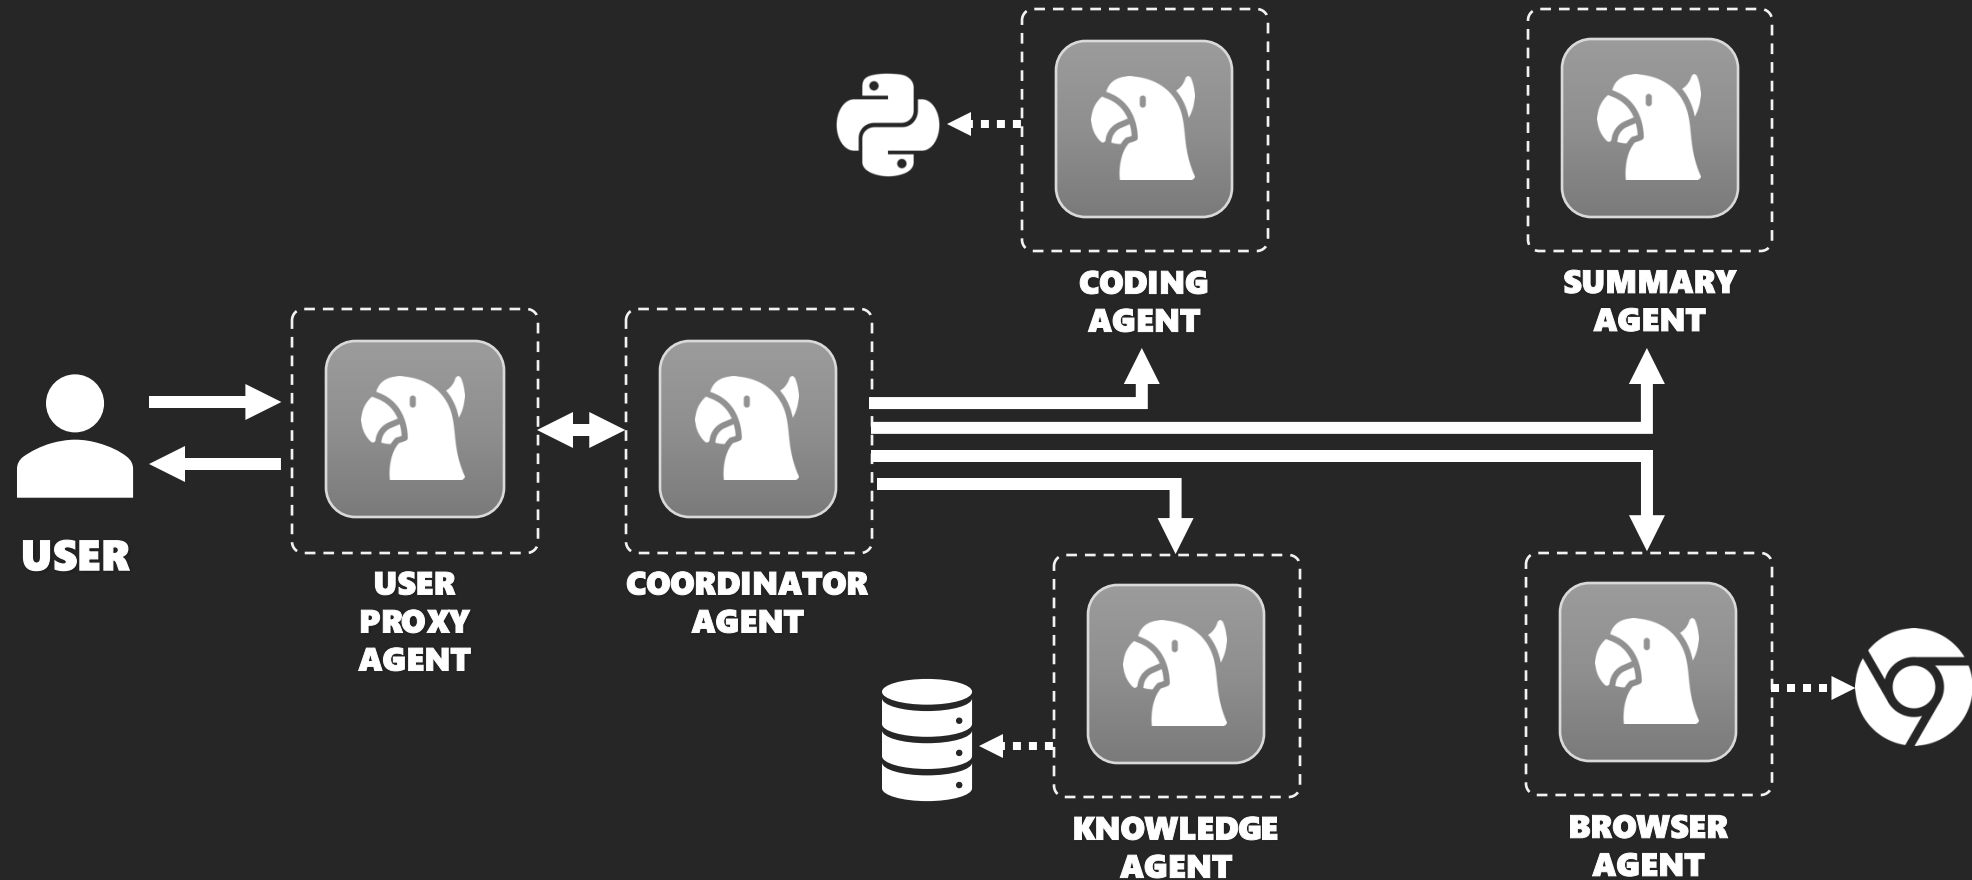 CODING
AGENT
SUMMARY
AGENT
USER
USER
PROXY
AGENT
COORDINATOR
AGENT
KNOWLEDGE
AGENT
BROWSER
AGENT